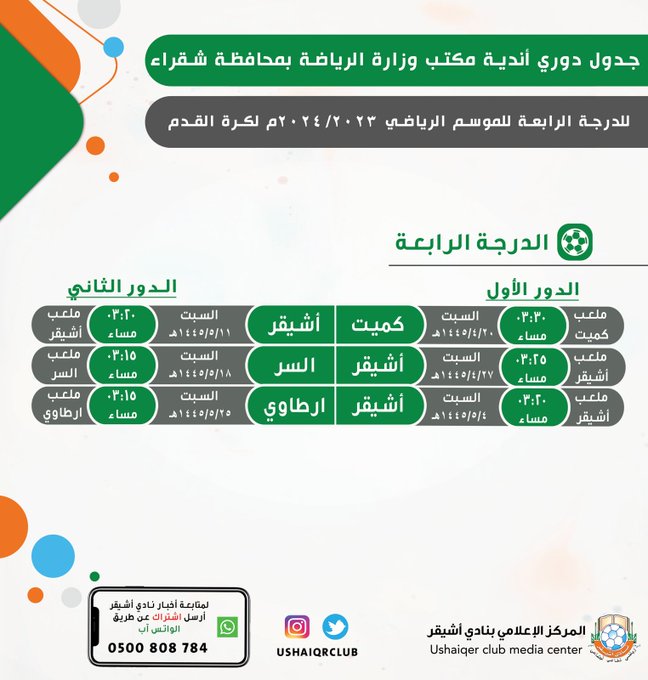 جدول دوري أندية مكتب وزارة الرياضة بمحافظة شقراء
للدرجة الرابعة للموسم الرياضي ٢٠٢٤/٢٠٢٣م لكرة القدم
الدرجة الرابعة
الدور الأول
الدور الثاني
ملعب كميت
٠٣:٣٠ مساء
السبت ١٤٤٥/٤/٢٠هـ
كميت
أشيقر
السبت ١٤٤٥/٥/١١هـ
٠٣:٢٠ مساء
ملعب أشيقر
ملعب أشيقر
٠٣:٢٥ مساء
السبت ١٤٤٥/٤/٢٧هـ
أشيقر
السر
السبت ١٤٤٥/٥/١٨هـ
٠٣:١٥ مساء
ملعب السر
ملعب أشيقر
٠٣:٢٠ مساء
السبت ١٤٤٥/٥/٤هـ
أشيقر
ارطاوي
السبت ١٤٤٥/٥/٢٥هـ
٠٣:١٥ مساء
ملعب ارطاوي
المركز الإعلامي بنادي أشيقر
Ushaiqer club media center
USHAIQRCLUB
لمتابعة أخبار نادي أشيقر
أرسل اشتراك عن طريق
الواتس آب
0500 808 784